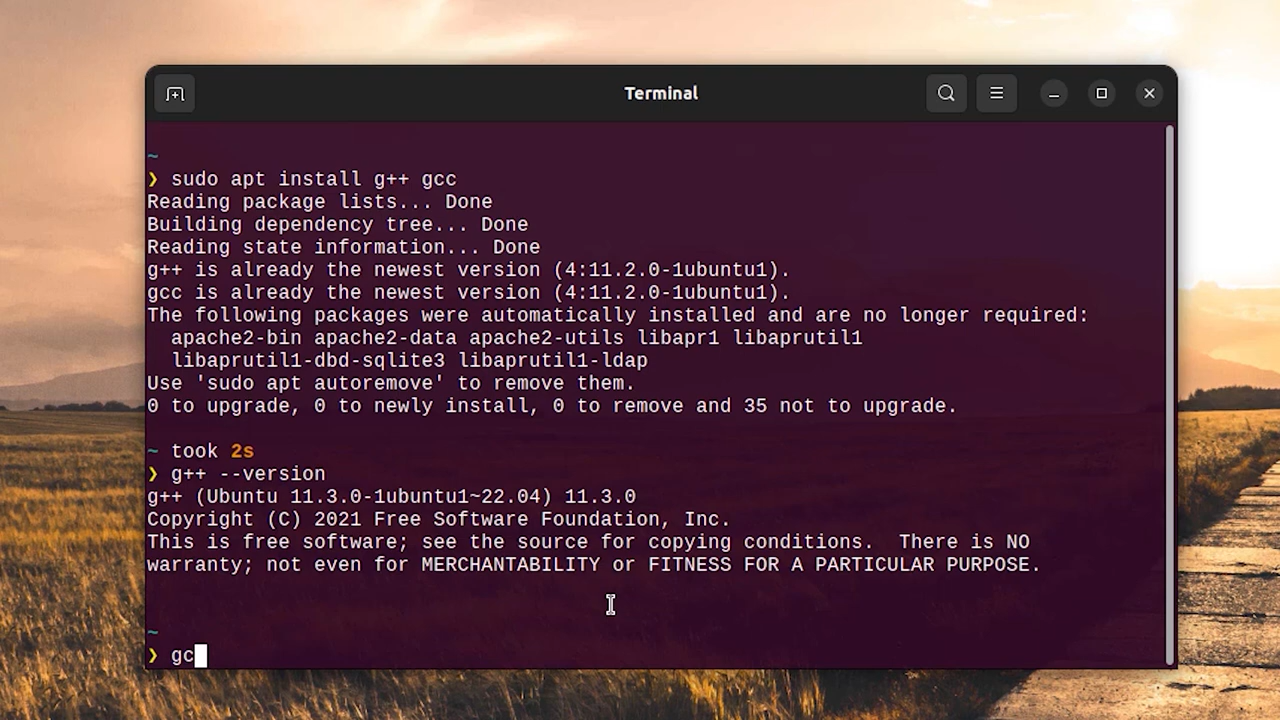 Terminal
~
❯ sudo apt install g++ gcc
Reading package lists... Done
Building dependency tree... Done
Reading state information... Done
g++ is already the newest version (4:11.2.0-1ubuntu1).
gcc is already the newest version (4:11.2.0-1ubuntu1).
The following packages were automatically installed and are no longer required:
  apache2-bin apache2-data apache2-utils libapr1 libaprutil1
  libaprutil1-dbd-sqlite3 libaprutil1-ldap
Use 'sudo apt autoremove' to remove them.
0 to upgrade, 0 to newly install, 0 to remove and 35 not to upgrade.
~ took 2s
❯ g++ --version
g++ (Ubuntu 11.3.0-1ubuntu1~22.04) 11.3.0
Copyright (C) 2021 Free Software Foundation, Inc.
This is free software; see the source for copying conditions.  There is NO
warranty; not even for MERCHANTABILITY or FITNESS FOR A PARTICULAR PURPOSE.
~
❯ gc